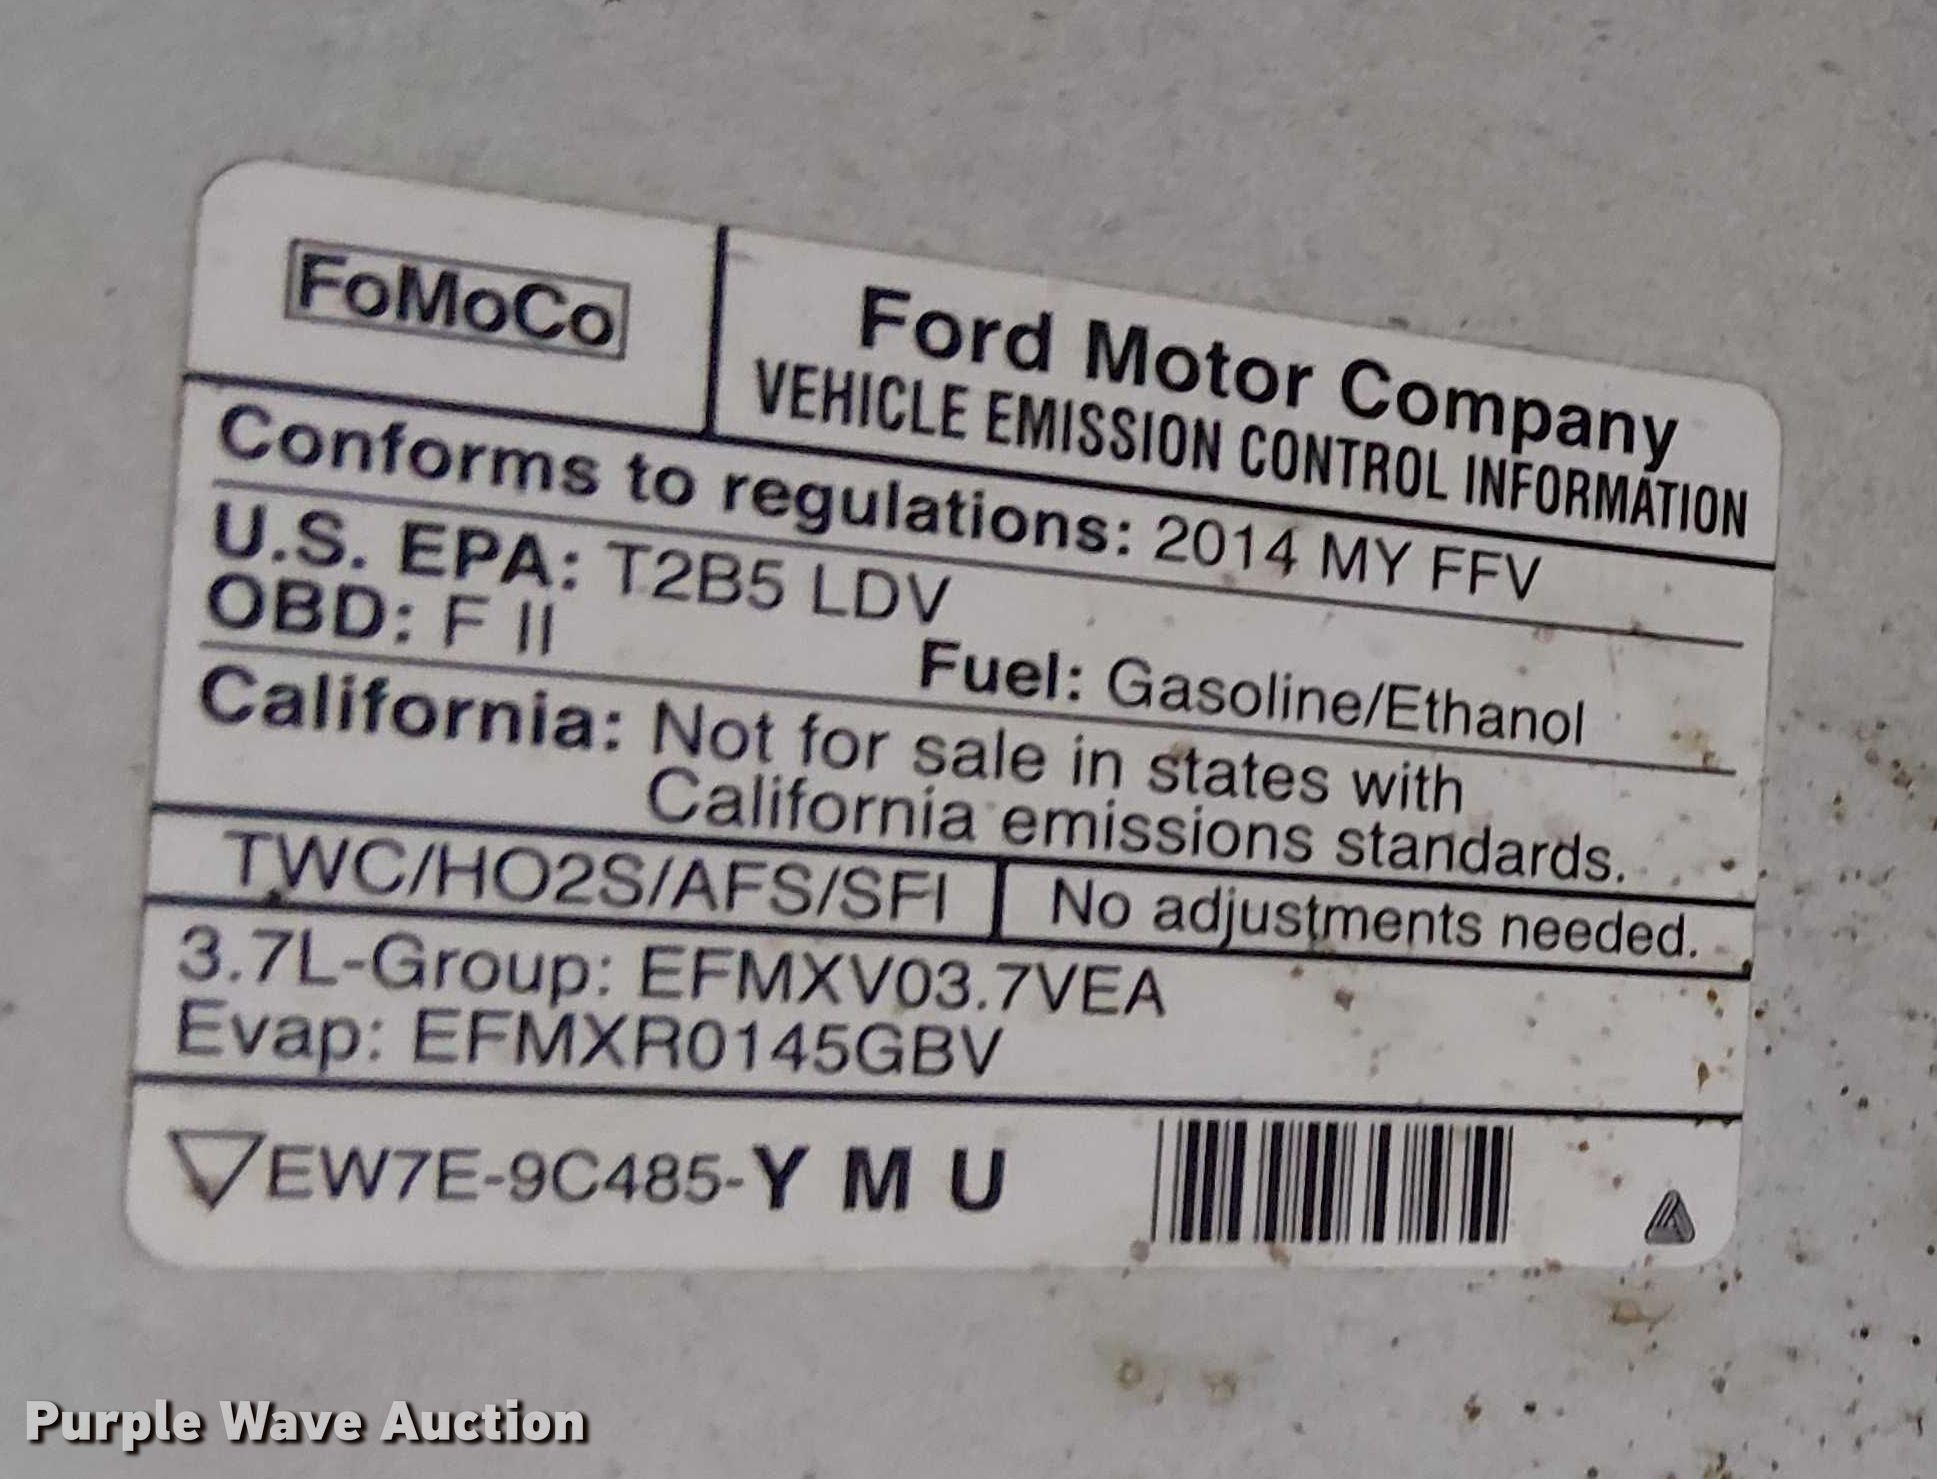 FoMoCo
Ford Motor Company
VEHICLE EMISSION CONTROL INFORMATION
Conforms to regulations: 2014 MY FFV
U.S. EPA: T2B5 LDV
OBD: F II
Fuel: Gasoline/Ethanol
California: Not for sale in states with
California emissions standards.
TWC/HO2S/AFS/SFI
No adjustments needed.
3.7L-Group: EFMXV03.7VEA
Evap: EFMXR0145GBV
EW7E-9C485-Y M U
Purple Wave Auction